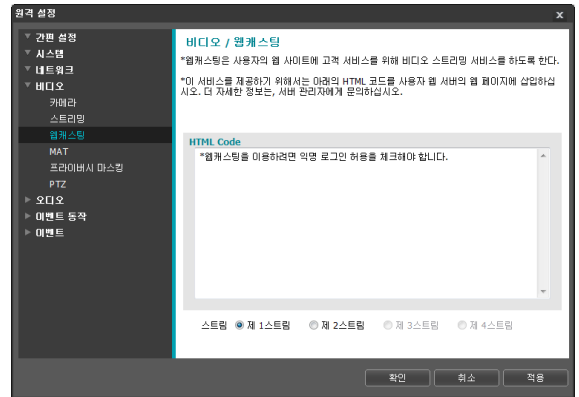 원격 설정
x
간편 설정
시스템
네트워크
비디오
카메라
스트리밍
웹캐스팅
MAT
프라이버시 마스킹
PTZ
오디오
이벤트 동작
이벤트
비디오 / 웹캐스팅
*웹캐스팅은 사용자의 웹 사이트에 고객 서비스를 위해 비디오 스트리밍 서비스를 하도록 한다.
*이 서비스를 제공하기 위해서는 아래의 HTML 코드를 사용자 웹 서버의 웹 페이지에 삽입하십
시오. 더 자세한 정보는, 서버 관리자에게 문의하십시오.
HTML Code
*웹캐스팅을 이용하려면 익명 로그인 허용을 체크해야 합니다.
스트림 제 1스트림 제 2스트림 제 3스트림 제 4스트림
확인 취소 적용